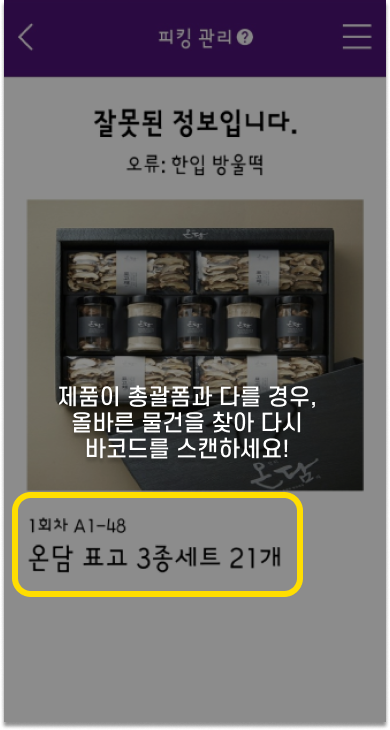 피킹 관리?
잘못된 정보입니다.
오류: 한입 방울떡
온담
제품이 총괄폼과 다를 경우,
올바른 물건을 찾아 다시
바코드를 스캔하세요!
온담
1회차 A1-48
온담 표고 3종세트 21개